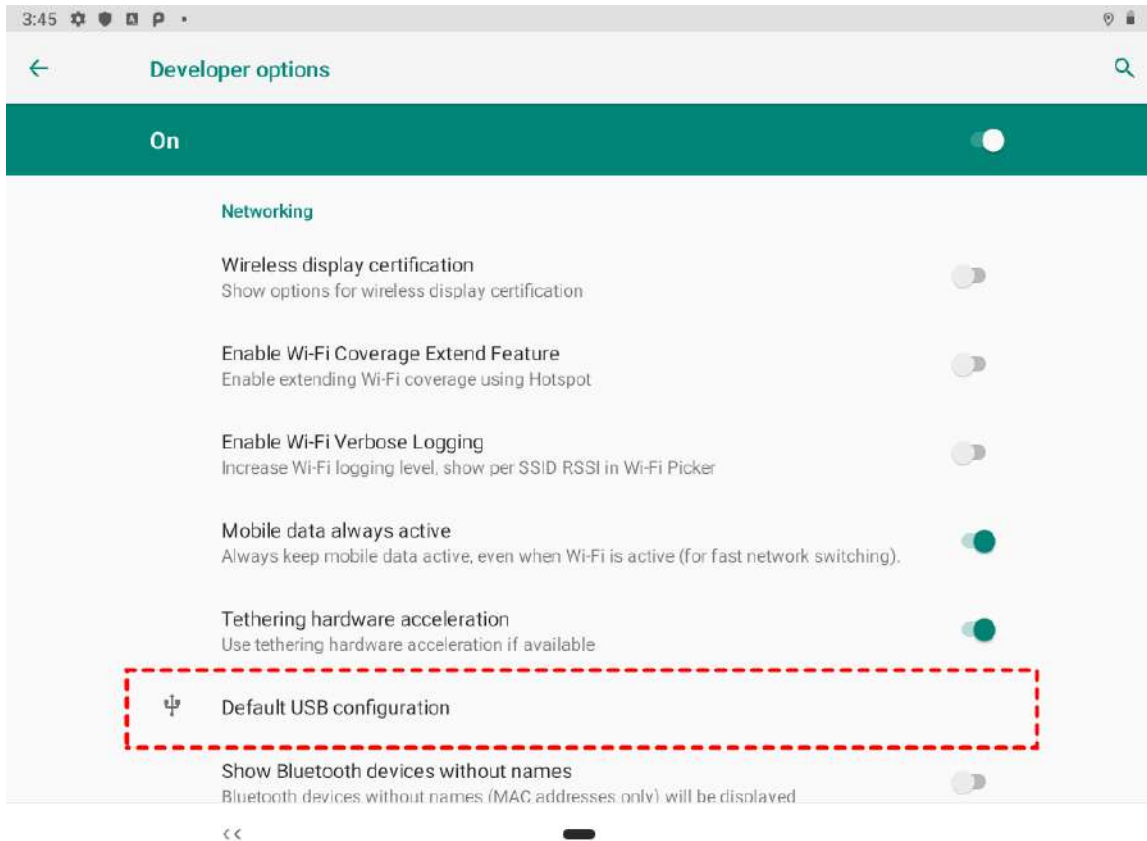 3:45
Developer options
On
Networking
Wireless display certification
Show options for wireless display certification
Enable Wi-Fi Coverage Extend Feature
Enable extending Wi-Fi coverage using Hotspot
Enable Wi-Fi Verbose Logging
Increase Wi-Fi logging level, show per SSID RSSI in Wi-Fi Picker
Mobile data always active
Always keep mobile data active, even when Wi-Fi is active (for fast network switching).
Tethering hardware acceleration
Use tethering hardware acceleration if available
Default USB configuration
Show Bluetooth devices without names
Bluetooth devices without names (MAC addresses only) will be displayed